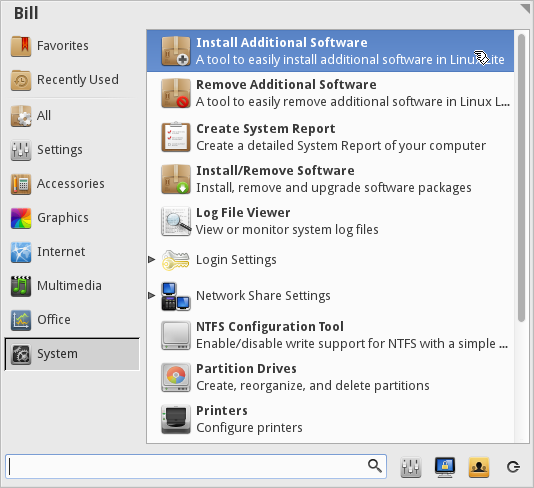 Bill
Favorites
Recently Used
All
Settings
Accessories
Graphics
Internet
Multimedia
Office
System
Install Additional Software
A tool to easily install additional software in Linux Lite
Remove Additional Software
A tool to easily remove additional software in Linux L...
Create System Report
Create a detailed System Report of your computer
Install/Remove Software
Install, remove and upgrade software packages
Log File Viewer
View or monitor system log files
Login Settings
Network Share Settings
NTFS Configuration Tool
Enable/disable write support for NTFS with a simple ...
Partition Drives
Create, reorganize, and delete partitions
Printers
Configure printers